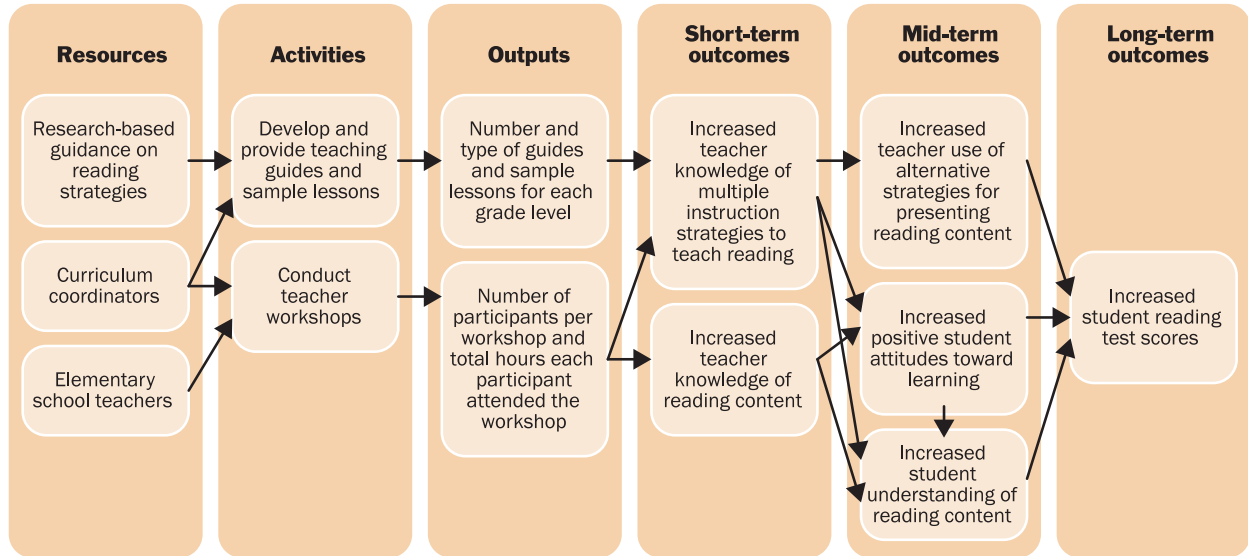 Resources
Research-based
guidance on
reading
strategies
Curriculum
coordinators
Elementary
school teachers
Activities
Develop and
provide teaching
guides and
sample lessons
Conduct
teacher
workshops
Outputs
Number and
type of guides
and sample
lessons for each
grade level
Number of
participants per
workshop and
total hours each
participant
attended the
workshop
Short-term
outcomes
Increased
teacher
knowledge of
multiple
instruction
strategies to
teach reading
Increased
teacher
knowledge of
reading content
Mid-term
outcomes
Increased
teacher use of
alternative
strategies for
presenting
reading content
Increased
positive student
attitudes toward
learning
Increased
student
understanding of
reading content
Long-term
outcomes
Increased
student reading
test scores